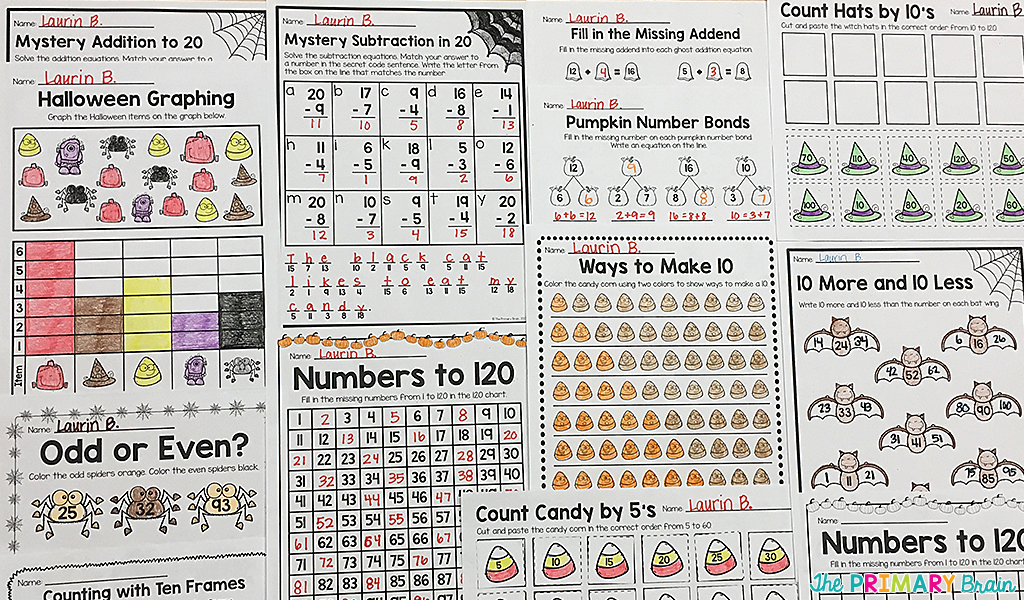 Name: Laurin B.
Mystery Addition to 20
Solve the addition equations. Match your answer to
Name: Laurin B.
Halloween Graphing
Graph the Halloween items on the graph below.
6
5
4
3
2
1
Item
Name: Laurin B.
Odd or Even?
Color the odd spiders orange. Color the even spiders black.
25 32 93
Name:
Counting with Ten Frames
Name: Laurin B.
Mystery Subtraction in 20
Solve the subtraction equations. Match your answer to
a number in the secret code sentence. Write the letter from
the box on the line that matches the number.
a b c d e
20 17 9 16 14
-9 -7 -4 -8 -1
11 10 5 8 13
h i k l o
11 6 18 5 12
-4 -5 -9 -3 -6
7 1 9 2 6
m n s t y
20 10 9 19 20
-8 -7 -5 -4 -2
12 3 4 15 18
The black cat
15 7 13 10 2 11 5 9 5 11 15
likes to eat my
2 1 9 13 4 15 6 13 11 15 12 18
candy.
5 11 3 8 18
Name: Laurin B.
Numbers to 120
Fill in the missing numbers from 1 to 120 in the 120 chart.
1 2 3 4 5 6 7 8 9 10
11 12 13 14 15 16 17 18 19 20
21 22 23 24 25 26 27 28 29 30
31 32 33 34 35 36 37 38 39 40
41 42 43 44 45 46 47
51 52 53 54 55 56 57
61 62 63 64 65 66 67
71 72 73 74 75 76 77
81 82 83 84 85 86 87
Name: Laurin B.
Fill in the Missing Addend
Fill in the missing addend into each ghost addition equation.
12 + 4 = 16 5 + 3 = 8
Name: Laurin B.
Pumpkin Number Bonds
Fill in the missing number on each pumpkin number bond.
Write an equation on the line.
12 9 16 10
6 6 2 7 8 8 3 7
6+6=12 2+7=9 16=8+8 10=3+7
Name: Laurin B.
Ways to Make 10
Color the candy corn using two colors to show ways to make a 10.
Count Candy by 5's Name: Laurin B.
Cut and paste the candy corn in the correct order from 5 to 60
5 10 15 20 25 30
Count Hats by 10's Name Laurin B.
Cut and paste the witch hats in the correct order from 10 to 120
70 110 40 120 50
100 10 80 20 60
Name: Laurin B.
10 More and 10 Less
Write 10 more and 10 less than the number on each bat wing.
14 24 34 6 16 26
42 52 62
23 33 43 80 90 100
31 41 51
1 11 21 75 85 95
Name:
Numbers to 120
Fill in the missing numbers from 1 to 120 in the 120 chart
The PRIMARY Brain